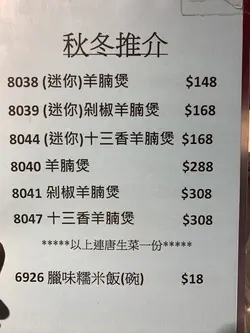 秋冬推介
8038 (迷你)羊腩煲 $148
8039 (迷你)剁椒羊腩煲 $168
8044 (迷你)十三香羊腩煲 $168
8040 羊腩煲 $288
8041 剁椒羊腩煲 $308
8047 十三香羊腩煲 $308
*****以上連唐生菜一份*****
6926 臘味糯米飯(碗) $18